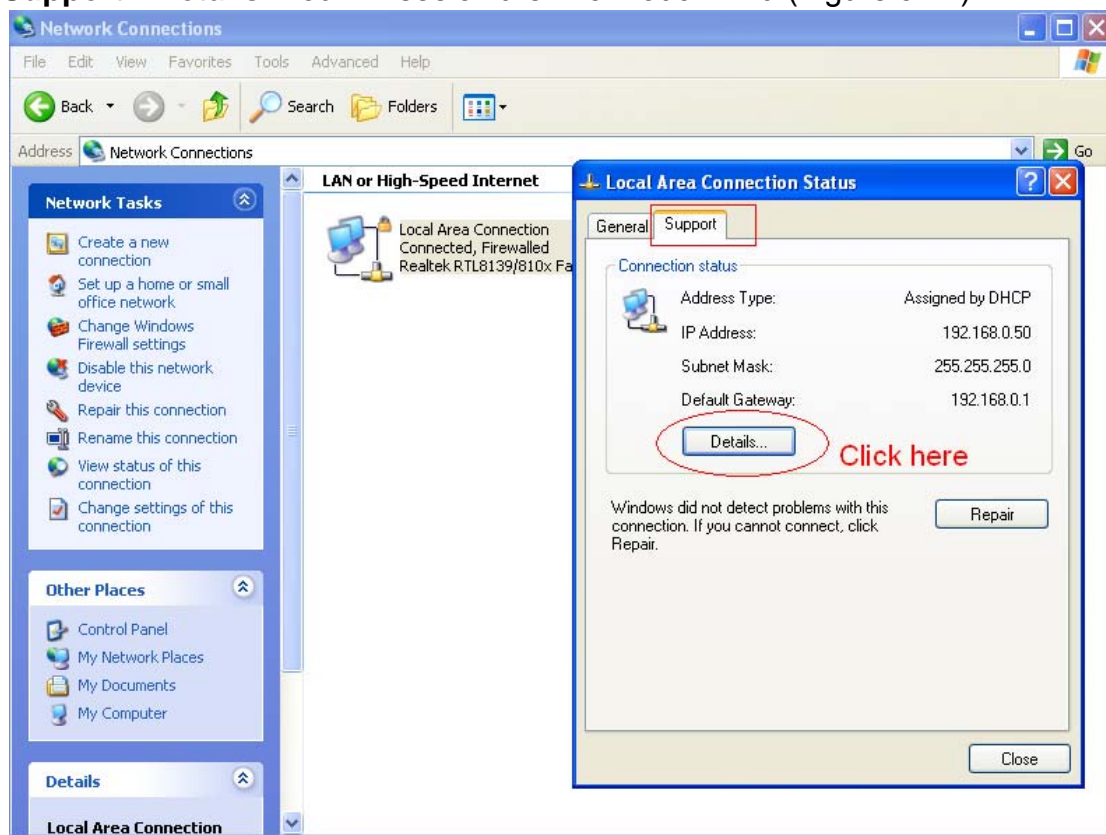 Support
Network Connections
File Edit View Favorites Tools Advanced Help
Back Search Folders
Address Network Connections Go
Network Tasks
Create a new
connection
Set up a home or small
office network
Change Windows
Firewall settings
Disable this network
device
Repair this connection
Rename this connection
View status of this
connection
Change settings of this
connection
Other Places
Control Panel
My Network Places
My Documents
My Computer
Details
Local Area Connection
LAN or High-Speed Internet
Local Area Connection
Connected, Firewalled
Realtek RTL8139/810x Fa
Local Area Connection Status
General Support
Connection status
Address Type: Assigned by DHCP
IP Address: 192.168.0.50
Subnet Mask: 255.255.255.0
Default Gateway: 192.168.0.1
Details... Click here
Windows did not detect problems with this
connection. If you cannot connect, click
Repair.
Repair
Close